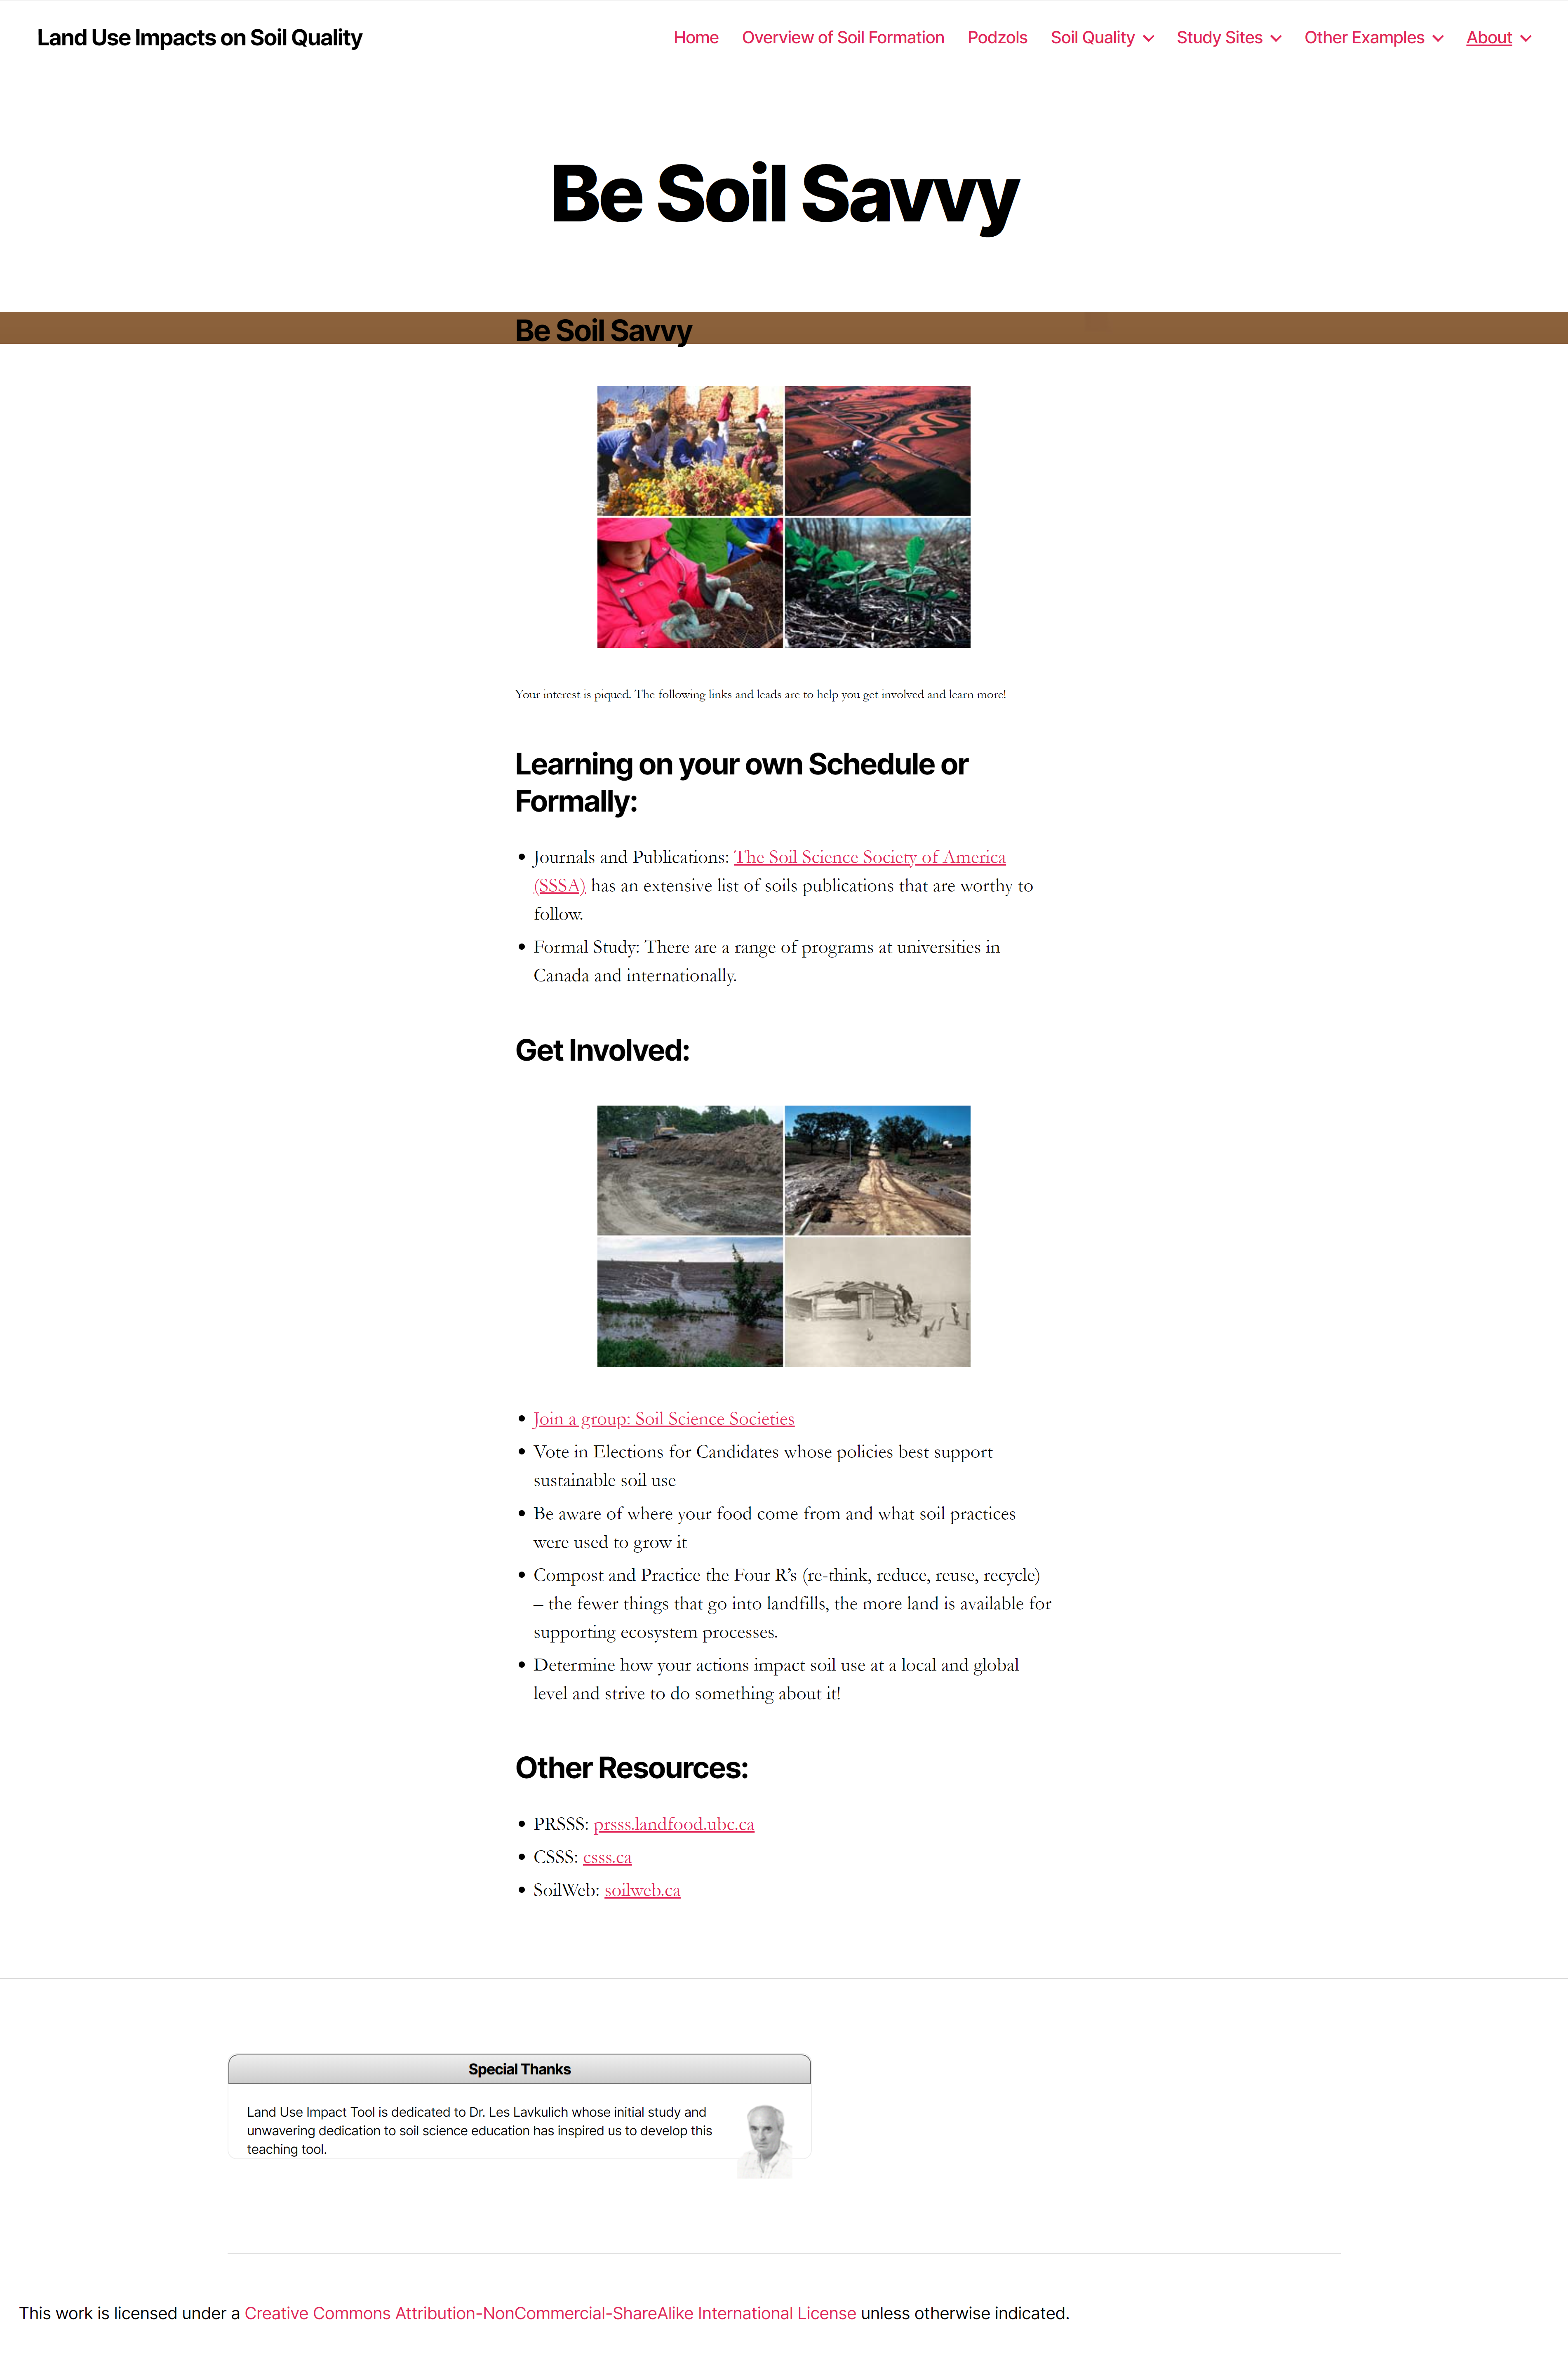 Land Use Impacts on Soil Quality
Home Overview of Soil Formation Podzols Soil Quality Study Sites Other Examples About
Be Soil Savvy
Be Soil Savvy
Your interest is piqued. The following links and leads are to help you get involved and learn more!
Learning on your own Schedule or
Formally:
Journals and Publications: The Soil Science Society of America
(SSSA) has an extensive list of soils publications that are worthy to
follow.
Formal Study: There are a range of programs at universities in
Canada and internationally.
Get Involved:
Join a group: Soil Science Societies
Vote in Elections for Candidates whose policies best support
sustainable soil use
Be aware of where your food come from and what soil practices
were used to grow it
Compost and Practice the Four R’s (re-think, reduce, reuse, recycle)
– the fewer things that go into landfills, the more land is available for
supporting ecosystem processes.
Determine how your actions impact soil use at a local and global
level and strive to do something about it!
Other Resources:
PRSSS: prsss.landfood.ubc.ca
CSSS: csss.ca
SoilWeb: soilweb.ca
Special Thanks
Land Use Impact Tool is dedicated to Dr. Les Lavkulich whose initial study and
unwavering dedication to soil science education has inspired us to develop this
teaching tool.
This work is licensed under a Creative Commons Attribution-NonCommercial-ShareAlike International License unless otherwise indicated.